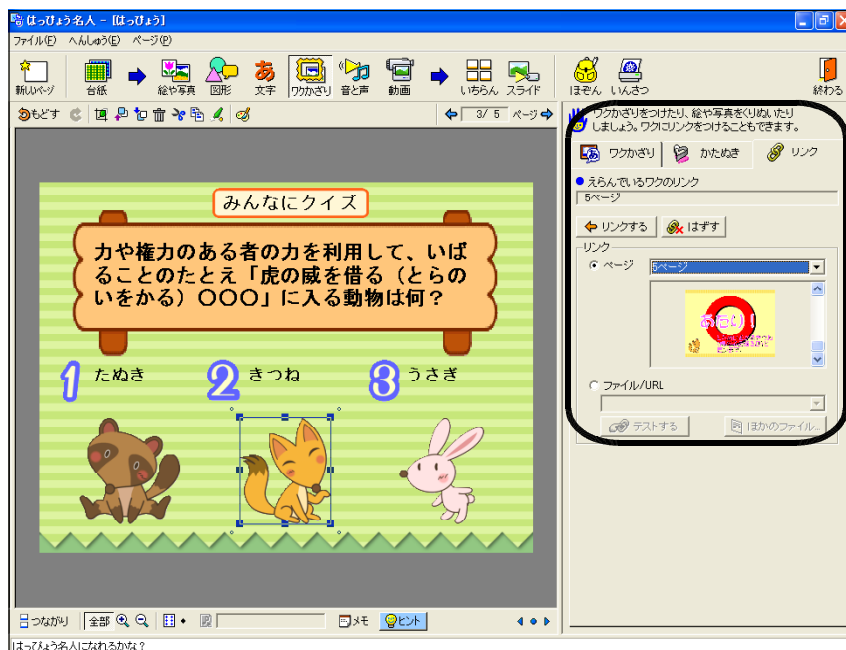 はっぴょう名人 - [はっぴょう]
ファイル(F) へんしゅう(E) ページ(P)
新しいページ 台紙 絵や写真 図形 文字 ワクかざり 音と声 動画 いちらん スライド ほぞん いんさつ 終わる
あ
もどす 3/ 5 ページ
ワクかざりをつけたり、絵や写真をくりぬいたり
しましょう。ワクにリンクをつけることもできます。
ワクかざり かたぬき リンク
えらんでいるワクのリンク
5ページ
リンクする はずす
リンク
ページ 5ページ
あたり!
ファイル/URL
テストする ほかのファイル...
みんなにクイズ
力や権力のある者の力を利用して、いば
ることのたとえ「虎の威を借る（とらの
いをかる）〇〇〇」に入る動物は何？
1 たぬき 2 きつね 3 うさぎ
つながり 全部 メモ ヒント
はっぴょう名人になれるかな？